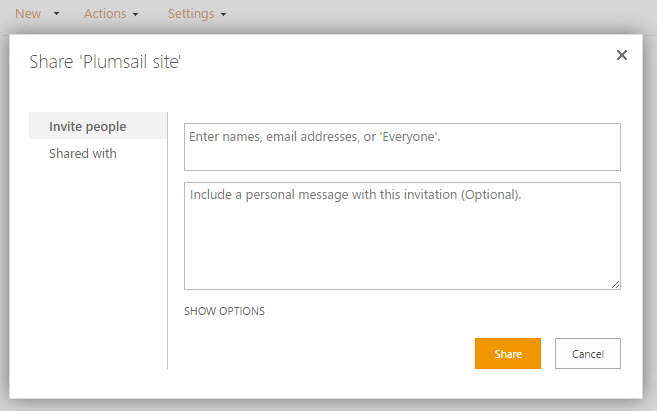 New Actions Settings
Share 'Plumsail site'
Invite people
Shared with
Enter names, email addresses, or 'Everyone'.
Include a personal message with this invitation (Optional).
SHOW OPTIONS
Share Cancel